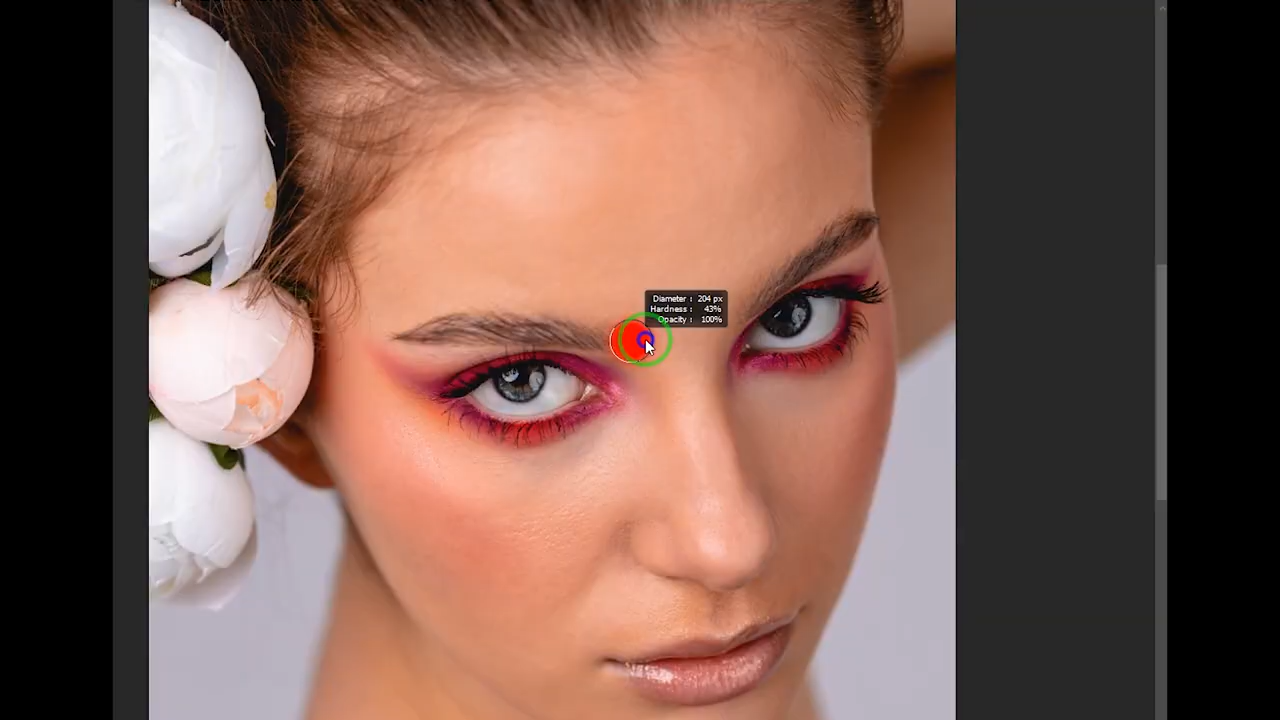 Diameter : 204 px
Hardness : 43%
Opacity : 100%